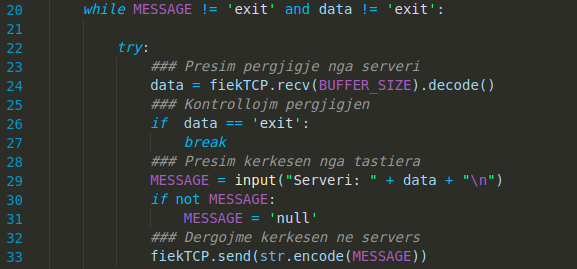 20 while MESSAGE != 'exit' and data != 'exit':
21
22 try:
23 ### Presim pergjigje nga serveri
24 data = fiekTCP.recv(BUFFER_SIZE).decode()
25 ### Kontrollojm pergjigjen
26 if  data == 'exit':
27 break
28 ### Presim kerkesen nga tastiera
29 MESSAGE = input("Serveri: " + data + "\n")
30 if not MESSAGE:
31 MESSAGE = 'null'
32 ### Dergojme kerkesen ne servers
33 fiekTCP.send(str.encode(MESSAGE))